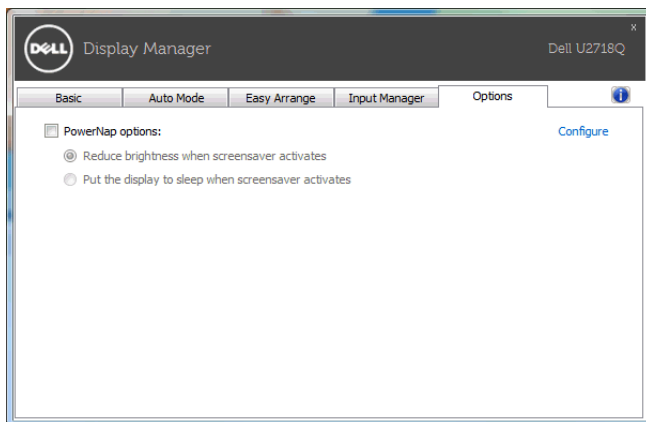 DELL Display Manager
x
Dell U2718Q
Basic Auto Mode Easy Arrange Input Manager Options i
PowerNap options: Configure
Reduce brightness when screensaver activates
Put the display to sleep when screensaver activates